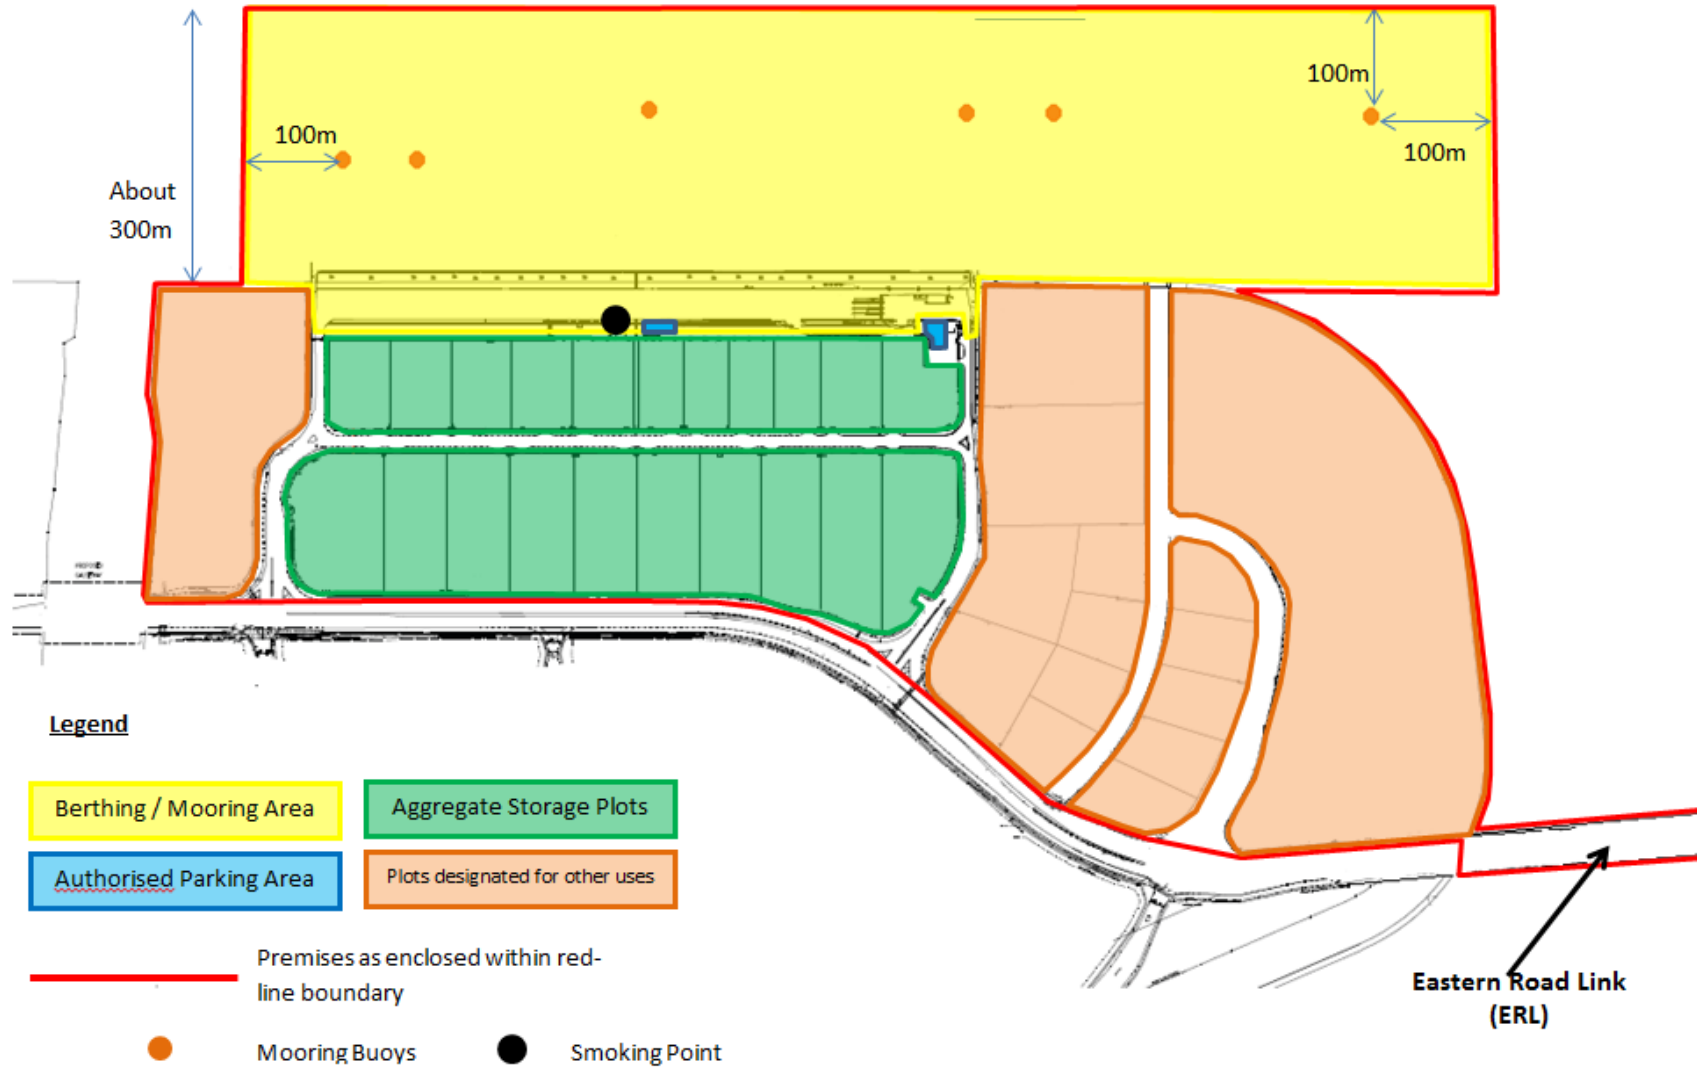 100m
100m
100m
About
300m
Legend
Berthing / Mooring Area
Aggregate Storage Plots
Authorised Parking Area
Plots designated for other uses
Premises as enclosed within red-
line boundary
Mooring Buoys
Smoking Point
Eastern Road Link
(ERL)